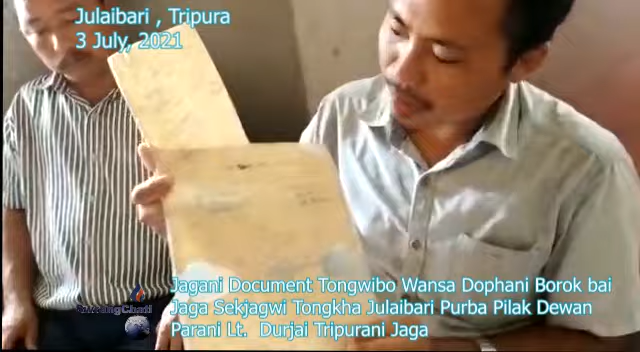 Julaibari , Tripura
3 July, 2021
Jagani Document Tongwibo Wansa Dophani Borok bai
Jaga Sekjagwi Tongkha Julaibari Purba Pilak Dewan
Parani Lt. Durjai Tripurani Jaga